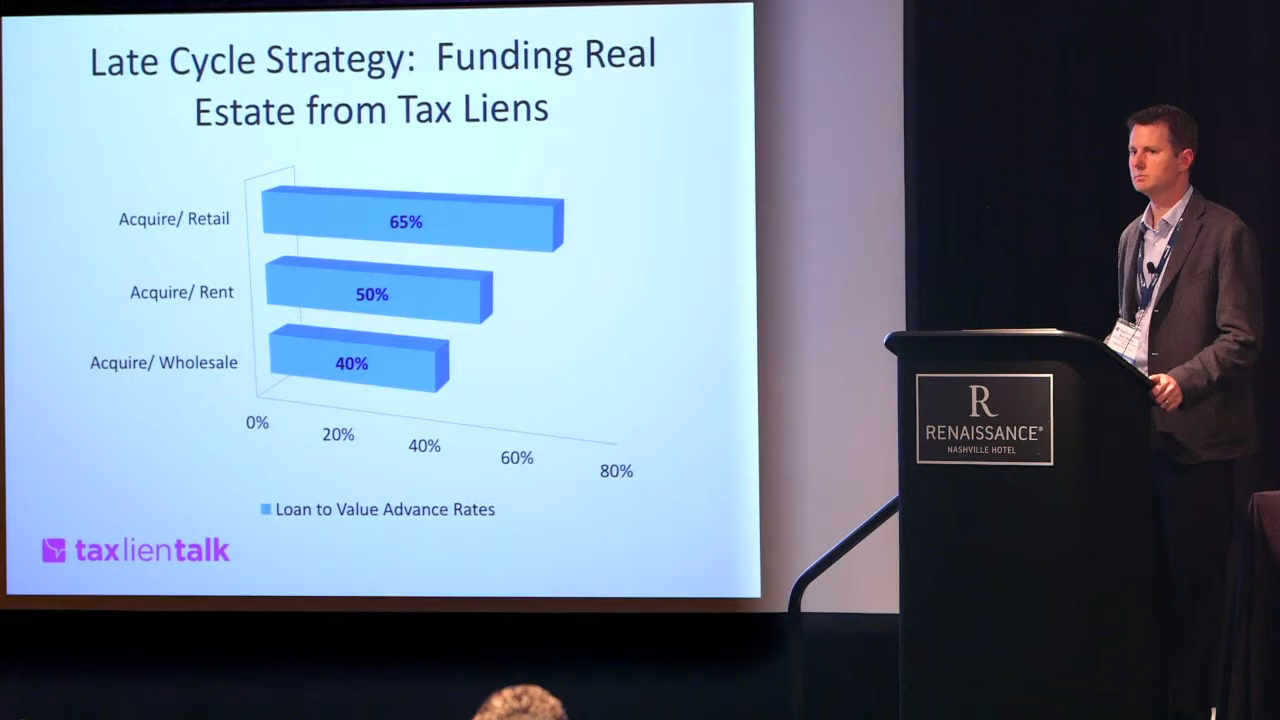 Late Cycle Strategy: Funding Real
Estate from Tax Liens
Acquire/ Retail
65%
Acquire/ Rent
50%
Acquire/ Wholesale
40%
0%
20%
40%
60%
80%
Loan to Value Advance Rates
taxlientalk
R
RENAISSANCE®
NASHVILLE HOTEL